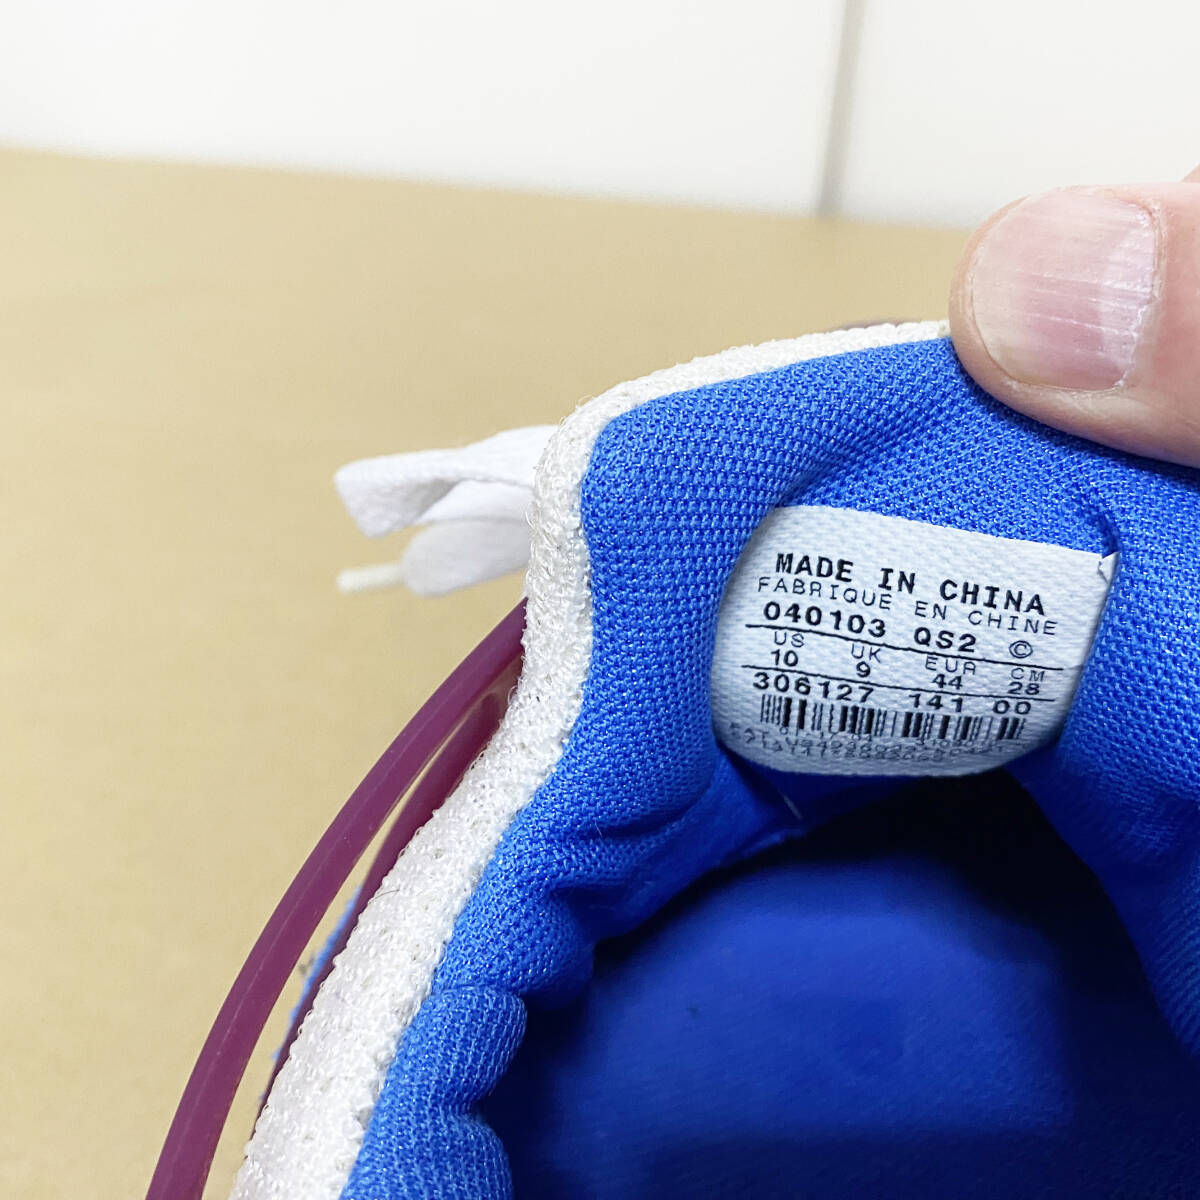 MADE IN CHINA
FABRIQUE EN CHINE
040103 QS2 ©
US UK EUR CM
10 9 44 28
306127 141 00